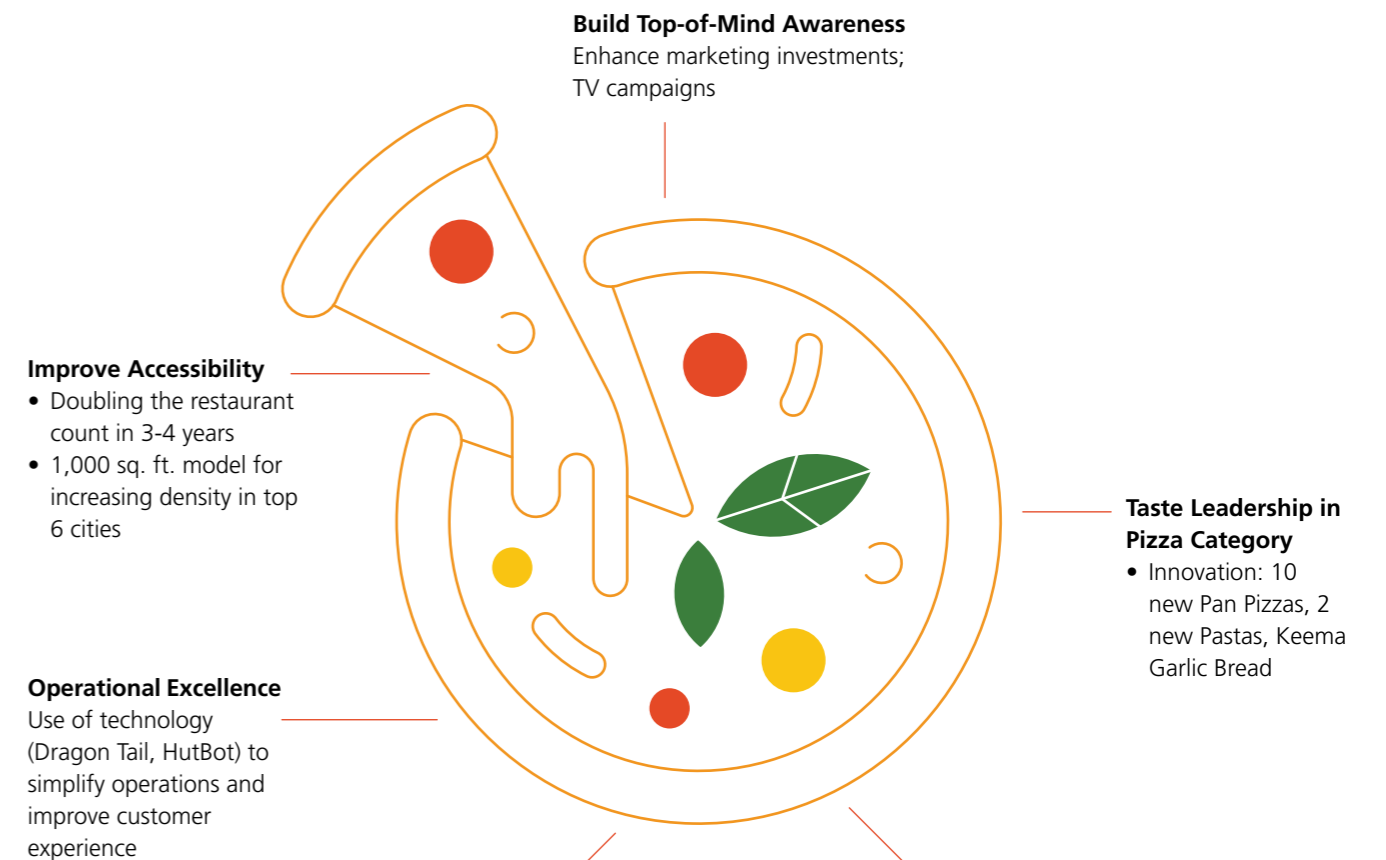 Build Top-of-Mind Awareness
Enhance marketing investments;
TV campaigns
Improve Accessibility
• Doubling the restaurant
count in 3-4 years
• 1,000 sq. ft. model for
increasing density in top
6 cities
Taste Leadership in
Pizza Category
• Innovation: 10
new Pan Pizzas, 2
new Pastas, Keema
Garlic Bread
Operational Excellence
Use of technology
(Dragon Tail, HutBot) to
simplify operations and
improve customer
experience